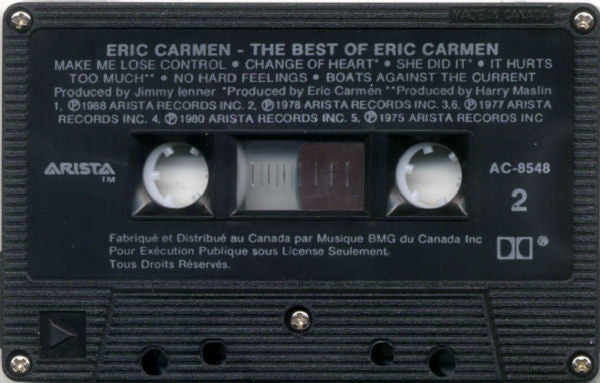 MADE IN CANADA
ERIC CARMEN - THE BEST OF ERIC CARMEN
MAKE ME LOSE CONTROL • CHANGE OF HEART* • SHE DID IT* • IT HURTS
TOO MUCH** • NO HARD FEELINGS • BOATS AGAINST THE CURRENT
Produced by Jimmy Ienner *Produced by Eric Carmen **Produced by Harry Maslin
1, ℗1988 ARISTA RECORDS INC. 2, ℗1978 ARISTA RECORDS INC. 3,6, ℗1977 ARISTA
RECORDS INC. 4, ℗1980 ARISTA RECORDS INC. 5, ℗1975 ARISTA RECORDS INC
ARISTA
TM
AC-8548
2
Fabriqué et Distribué au Canada par Musique BMG du Canada Inc
Pour Exécution Publique sous License Seulement.
Tous Droits Réservés.
®